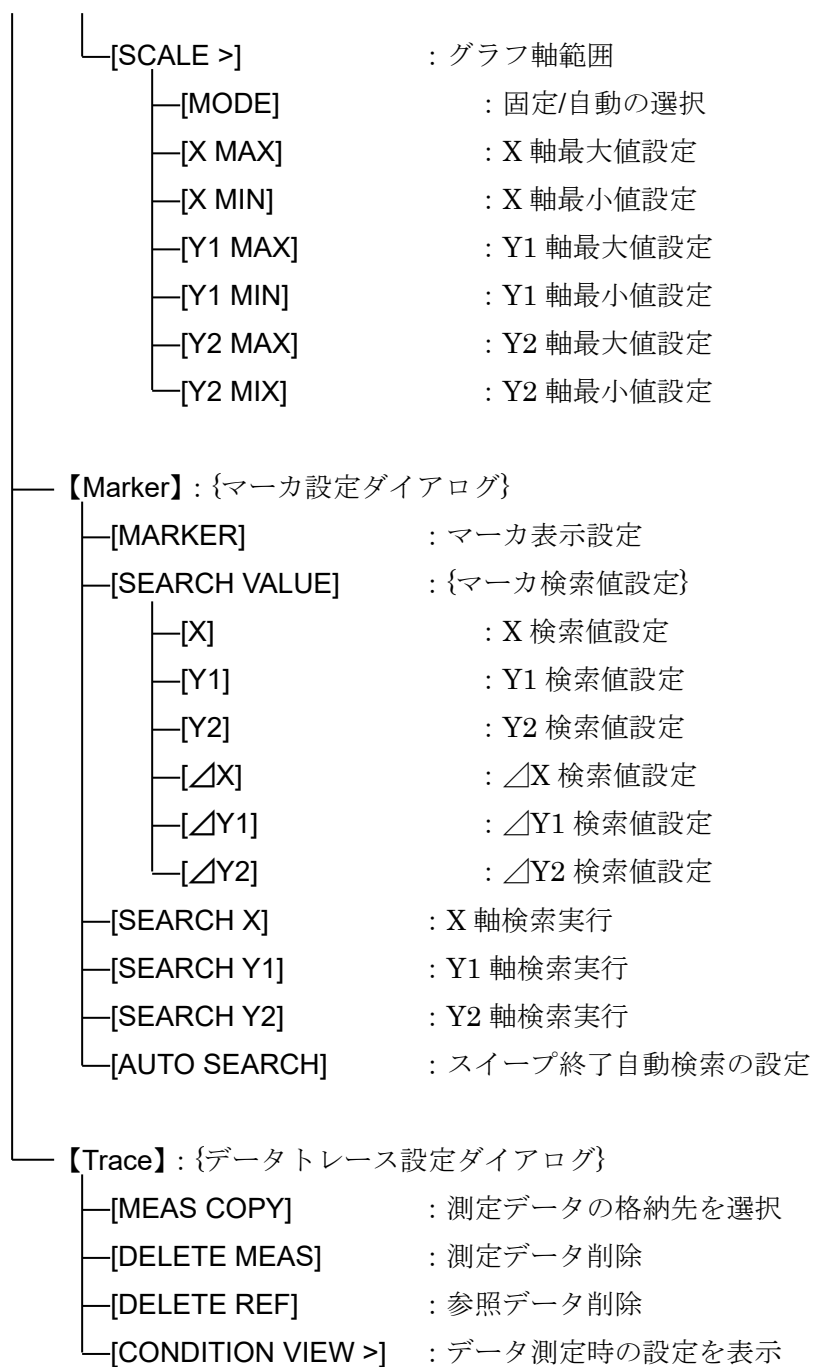 [SCALE >] : グラフ軸範囲
[MODE] : 固定/自動の選択
[X MAX] : X 軸最大値設定
[X MIN] : X 軸最小値設定
[Y1 MAX] : Y1 軸最大値設定
[Y1 MIN] : Y1 軸最小値設定
[Y2 MAX] : Y2 軸最大値設定
[Y2 MIX] : Y2 軸最小値設定
【Marker】: {マーカ設定ダイアログ}
[MARKER] : マーカ表示設定
[SEARCH VALUE] : {マーカ検索値設定}
[X] : X 検索値設定
[Y1] : Y1 検索値設定
[Y2] : Y2 検索値設定
[⊿X] : ⊿X 検索値設定
[⊿Y1] : ⊿Y1 検索値設定
[⊿Y2] : ⊿Y2 検索値設定
[SEARCH X] : X 軸検索実行
[SEARCH Y1] : Y1 軸検索実行
[SEARCH Y2] : Y2 軸検索実行
[AUTO SEARCH] : スイープ終了自動検索の設定
【Trace】: {データトレース設定ダイアログ}
[MEAS COPY] : 測定データの格納先を選択
[DELETE MEAS] : 測定データ削除
[DELETE REF] : 参照データ削除
[CONDITION VIEW >] : データ測定時の設定を表示